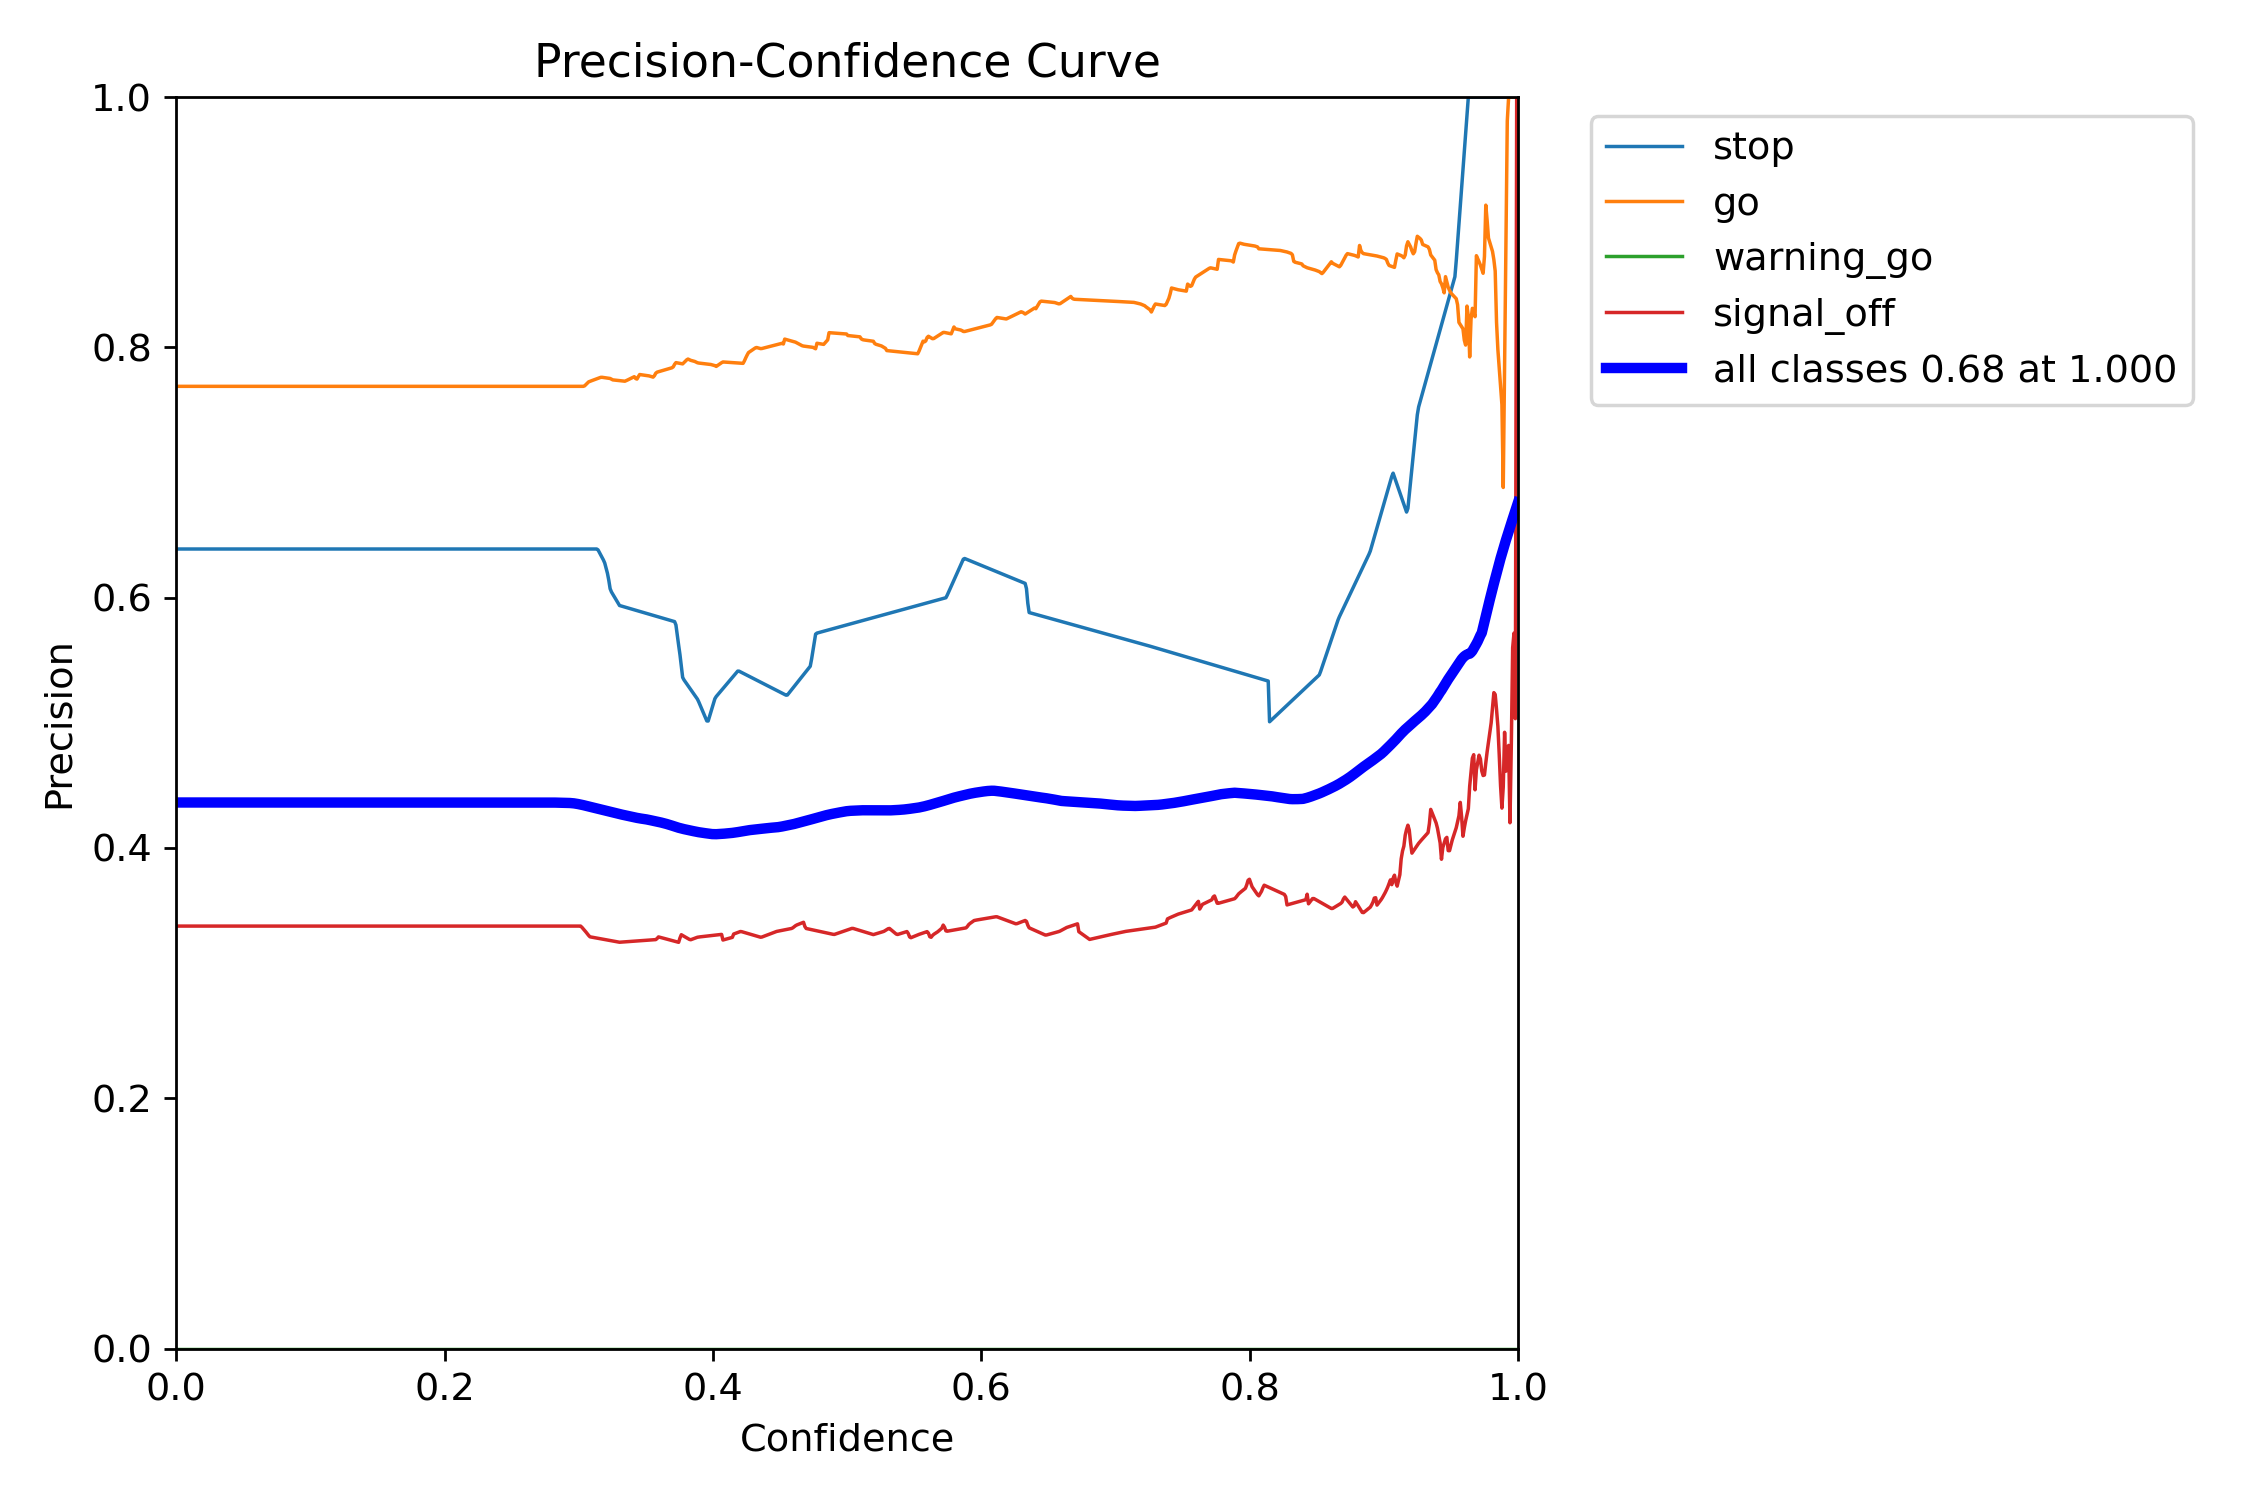 Precision-Confidence Curve
1.0
0.8
0.6
0.4
0.2
0.0
Precision
0.0 0.2 0.4 0.6 0.8 1.0
Confidence
stop
go
warning_go
signal_off
all classes 0.68 at 1.000